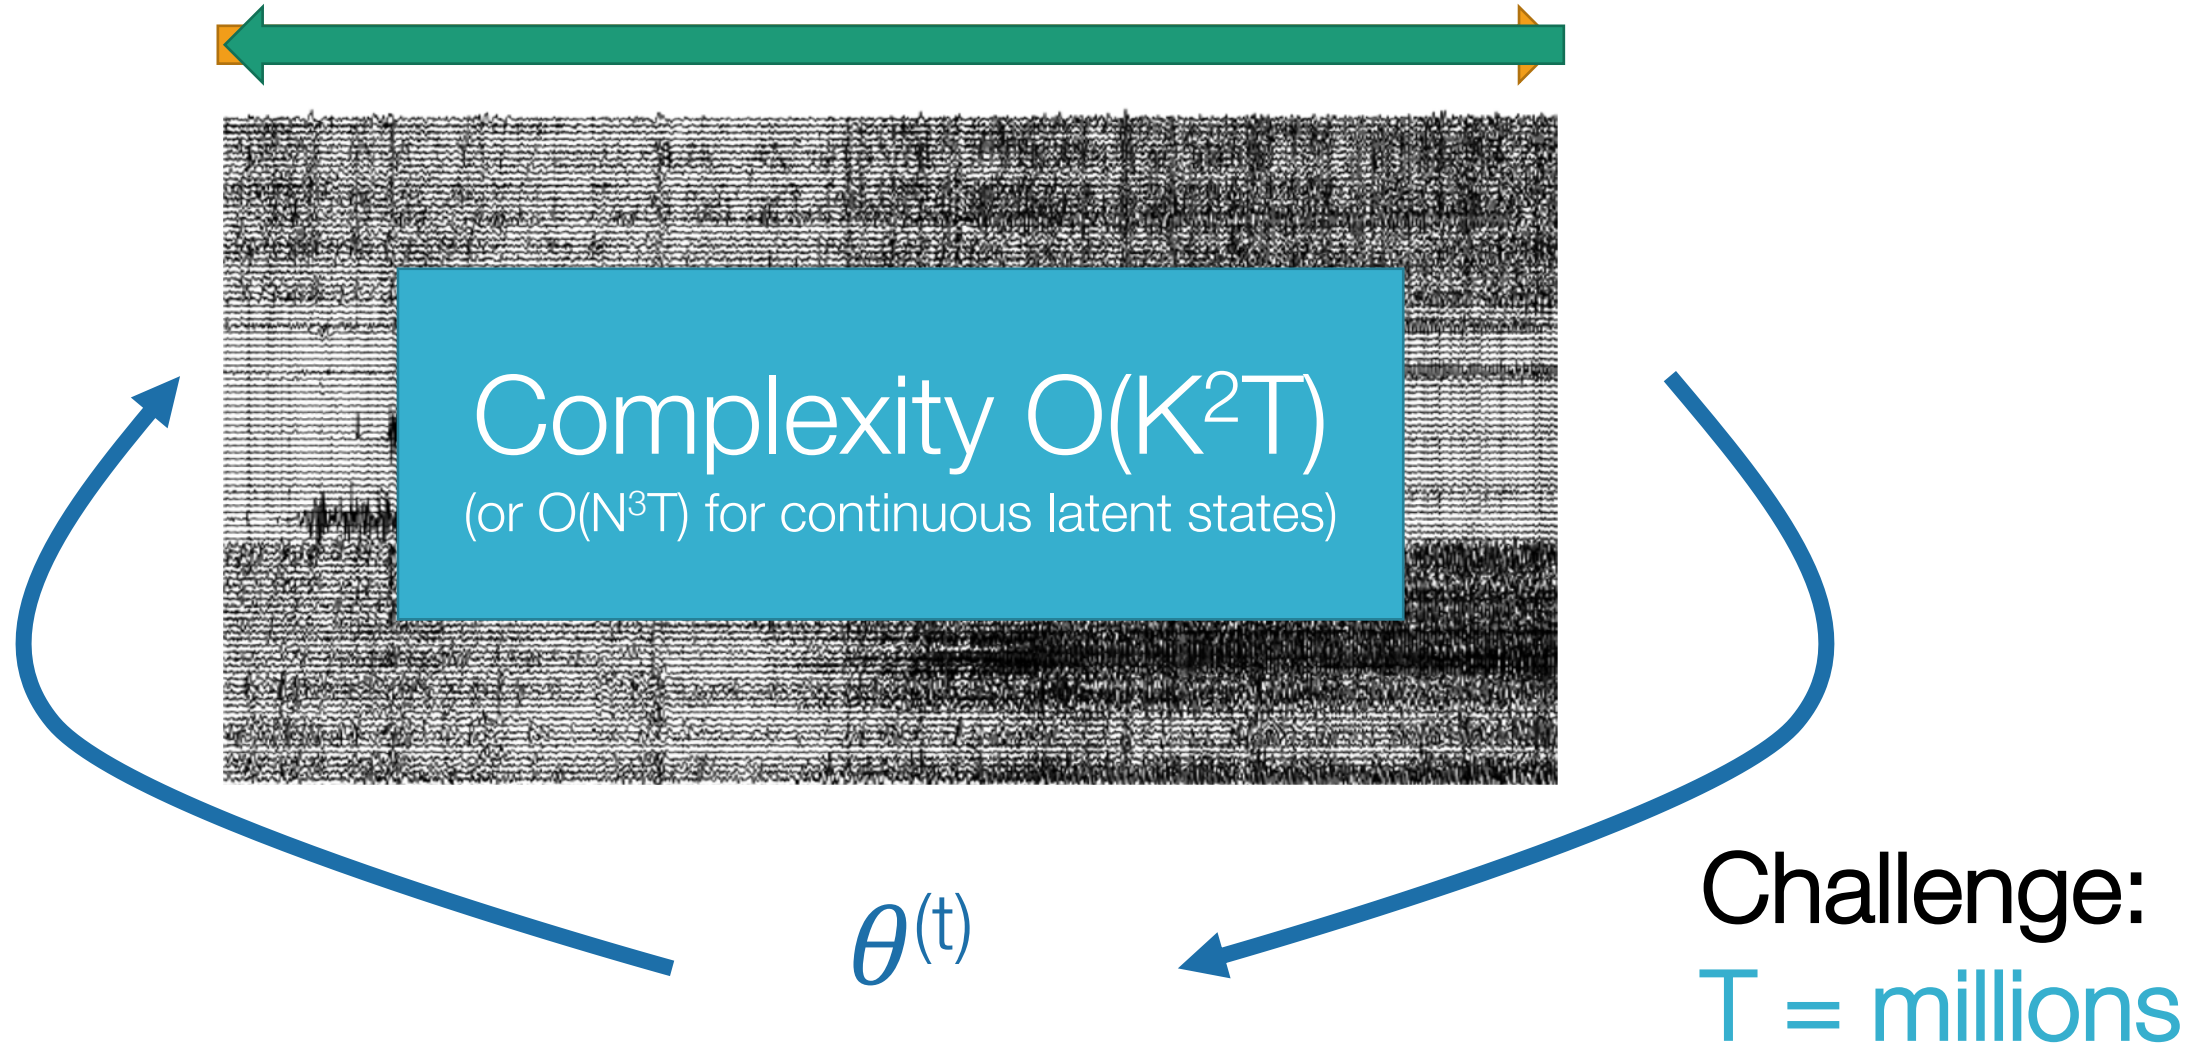 Complexity O(K²T)
(or O(N³T) for continuous latent states)
θ⁽ᵗ⁾
Challenge:
T = millions